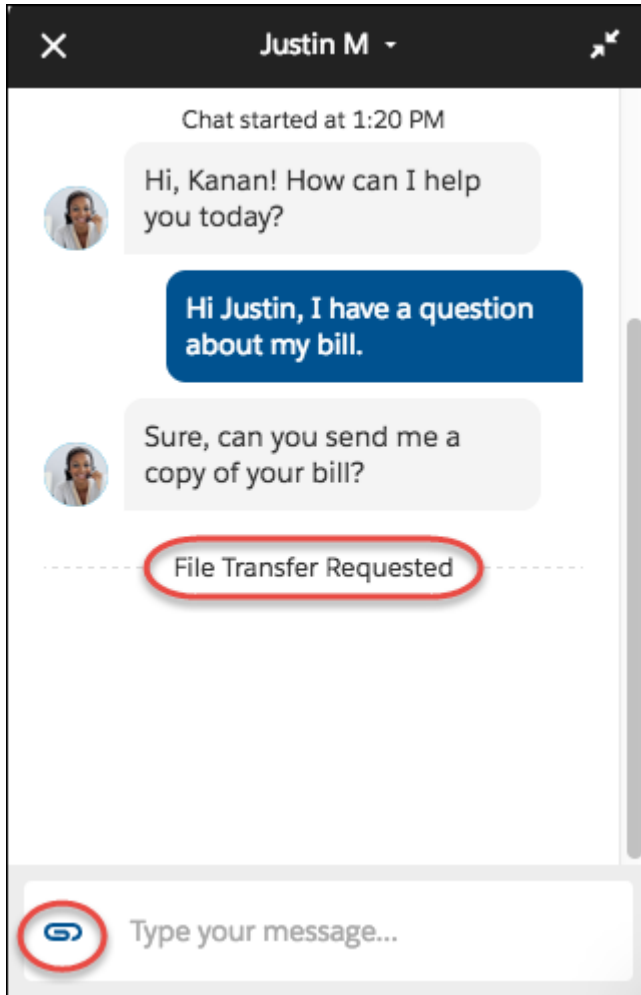 Justin M
Chat started at 1:20 PM
Hi, Kanan! How can I help
you today?
Hi Justin, I have a question
about my bill.
Sure, can you send me a
copy of your bill?
File Transfer Requested
Type your message...